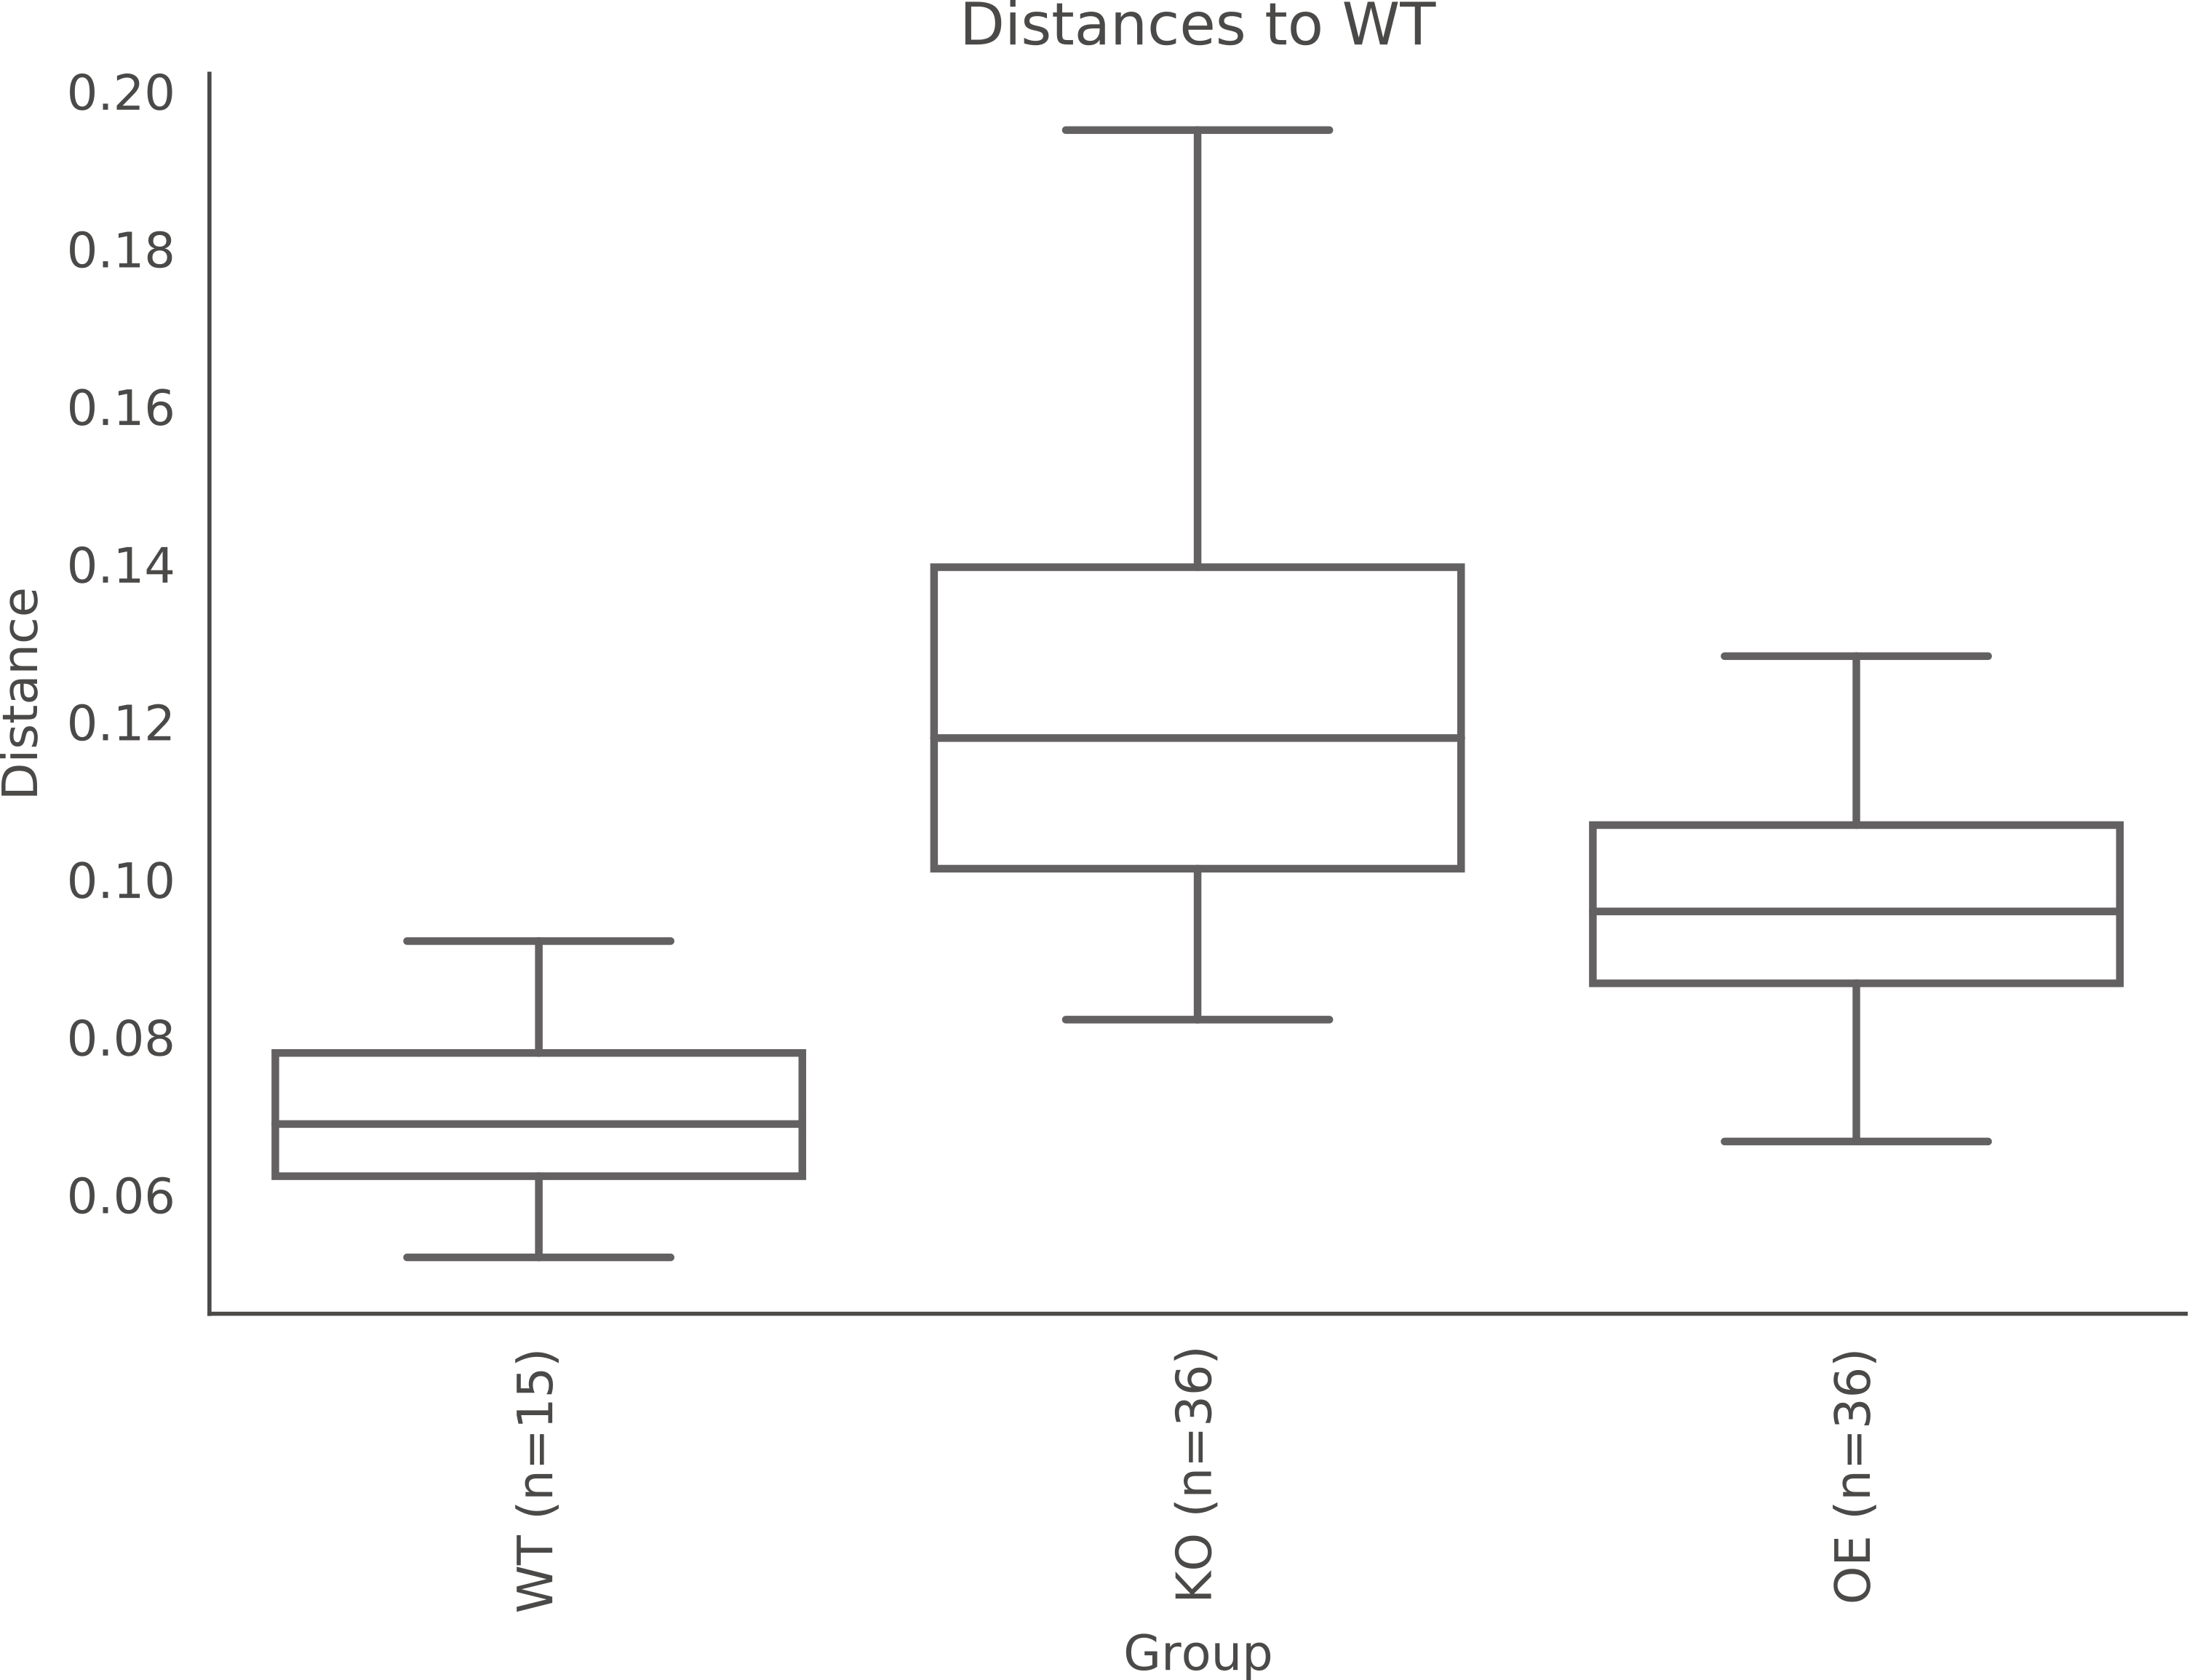 Distances to WT
0.20
0.18
0.16
0.14
0.12
0.10
0.08
0.06
Distance
WT (n=15)
KO (n=36)
OE (n=36)
Group